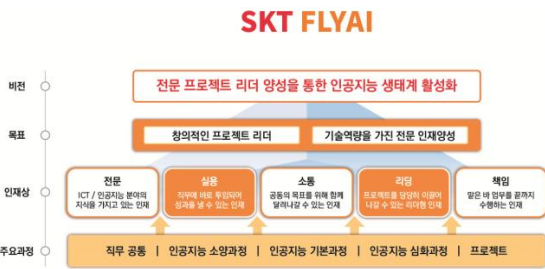 SKT FLYAI
비전
전문 프로젝트 리더 양성을 통한 인공지능 생태계 활성화
목표
창의적인 프로젝트 리더
기술역량을 가진 전문 인재양성
인재상
전문
ICT / 인공지능 분야의
지식을 가지고 있는 인재
실용
직무에 바로 투입되어
성과를 낼 수 있는 인재
소통
공동의 목표를 위해 함께
달려나갈 수 있는 인재
리딩
프로젝트를 당당히 이끌어
나갈 수 있는 리더형 인재
책임
맡은 바 업무를 끝까지
수행하는 인재
주요과정
직무 공통 | 인공지능 소양과정 | 인공지능 기본과정 | 인공지능 심화과정 | 프로젝트